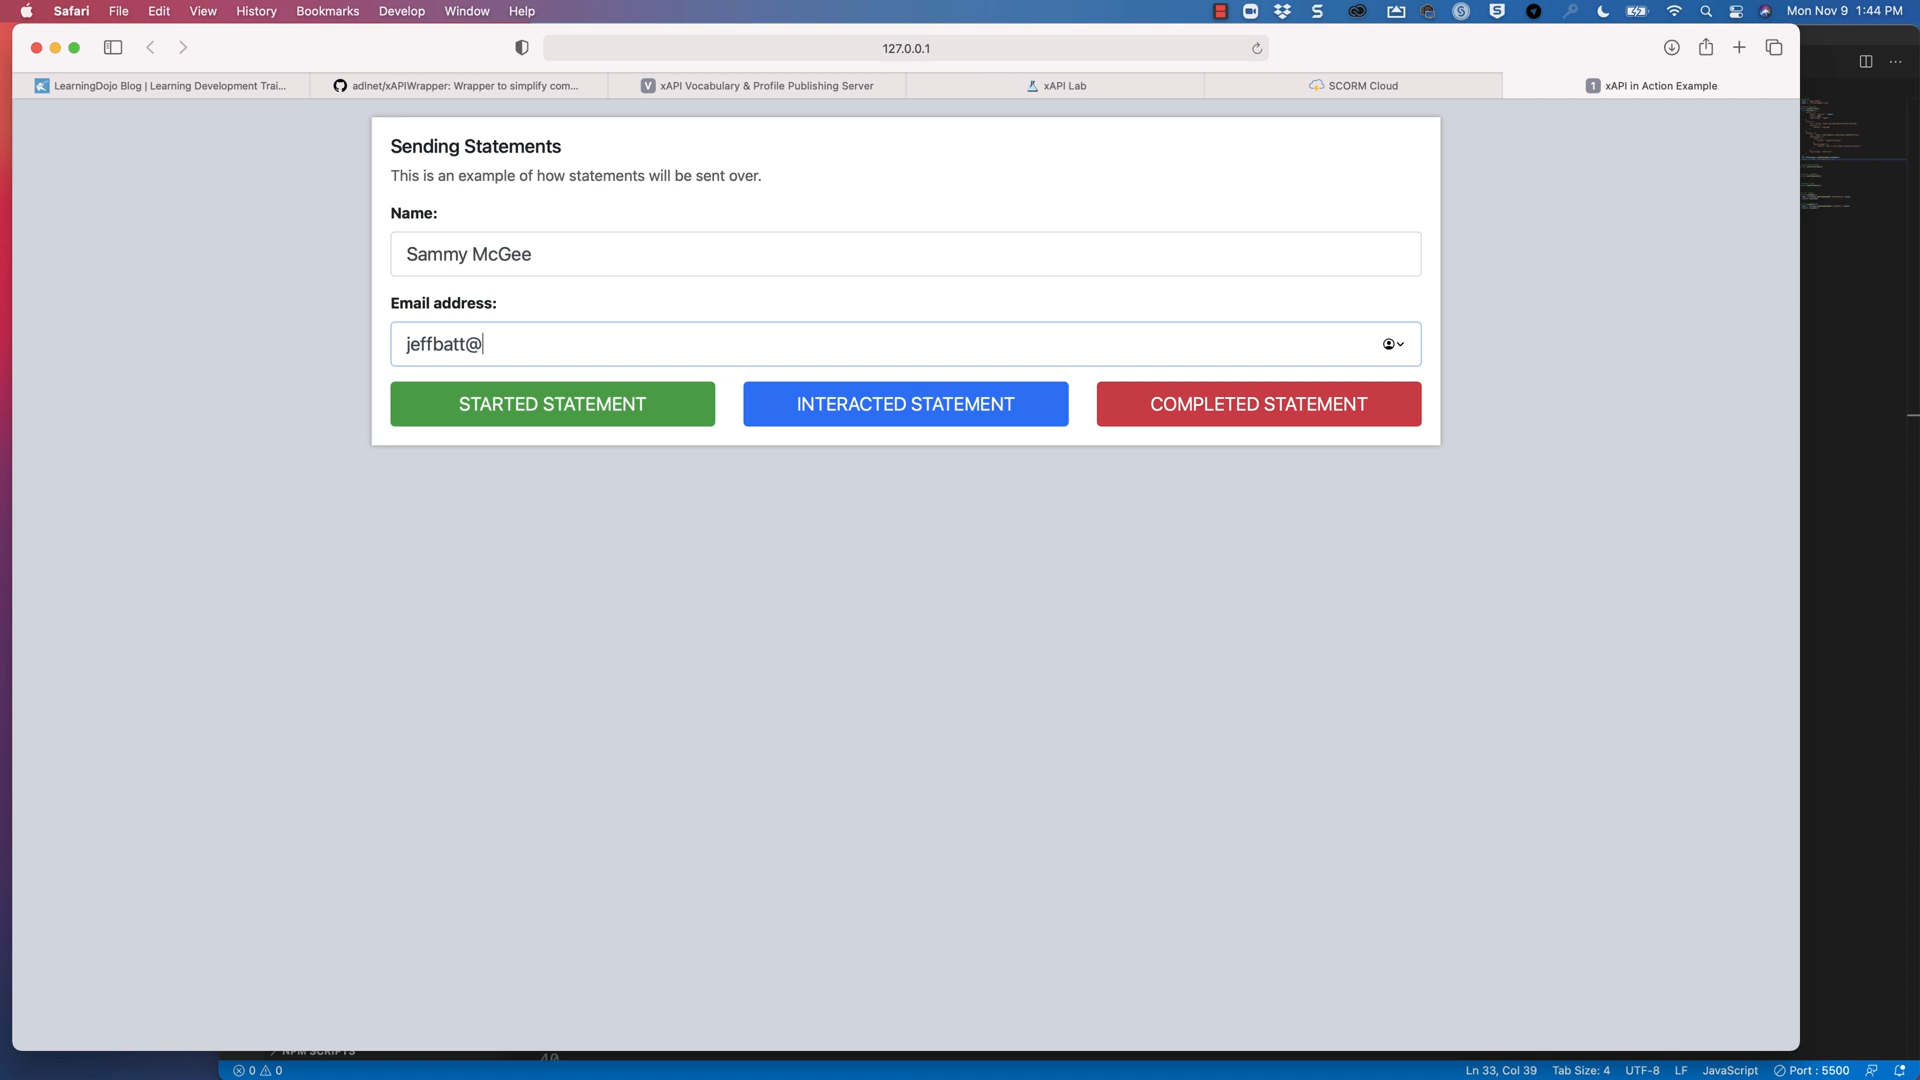 Safari File Edit View History Bookmarks Develop Window Help Mon Nov 9 1:44 PM
127.0.0.1
LearningDojo Blog | Learning Development Trai... adlnet/xAPIWrapper: Wrapper to simplify com... V xAPI Vocabulary & Profile Publishing Server xAPI Lab SCORM Cloud 1 xAPI in Action Example
Sending Statements
This is an example of how statements will be sent over.
Name:
Sammy McGee
Email address:
jeffbatt@
STARTED STATEMENT INTERACTED STATEMENT COMPLETED STATEMENT
NPM SCRIPTS 40
0 0 Ln 33, Col 39 Tab Size: 4 UTF-8 LF JavaScript Port : 5500